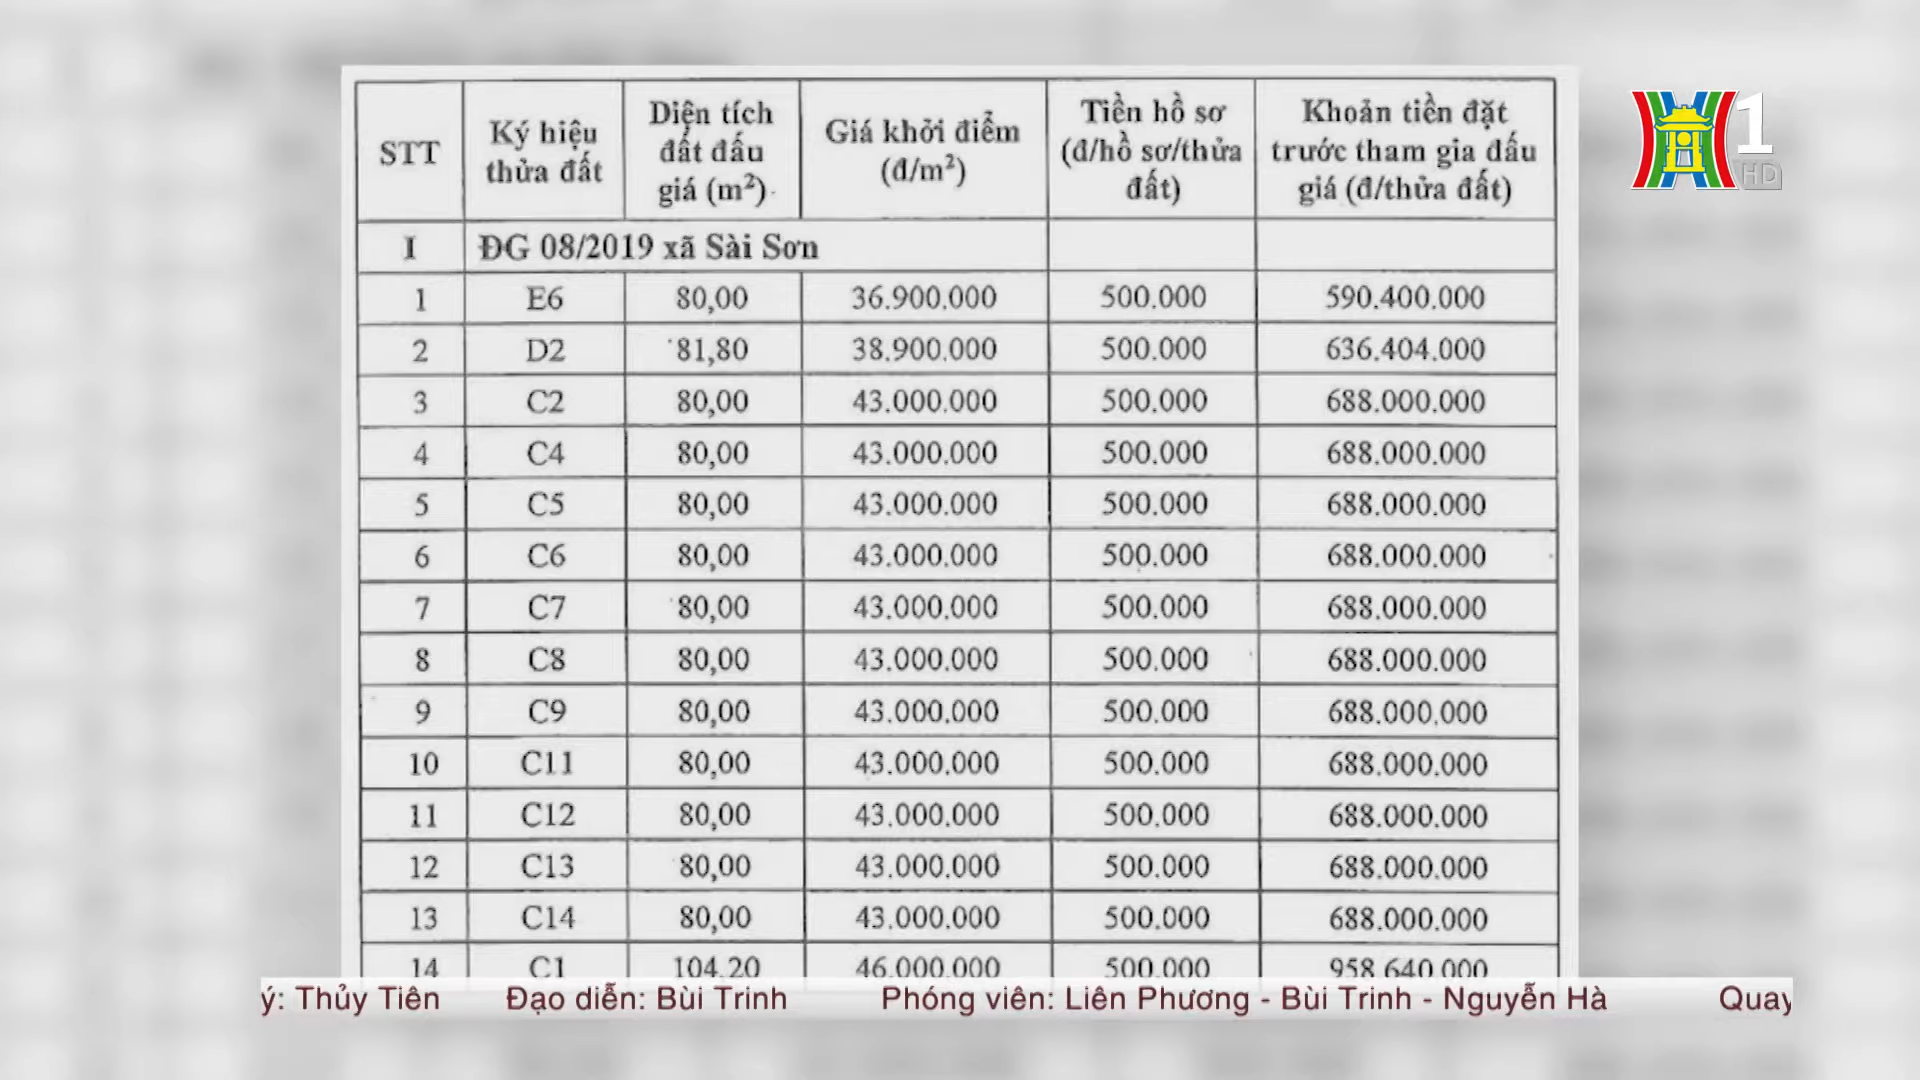 STT
Ký hiệu
thửa đất
Diện tích
đất đấu
giá (m²)
Giá khởi điểm
(đ/m²)
Tiền hồ sơ
(đ/hồ sơ/thửa
đất)
Khoản tiền đặt
trước tham gia đấu
giá (đ/thửa đất)
I ĐG 08/2019 xã Sài Sơn
1 E6 80,00 36.900.000 500.000 590.400.000
2 D2 81,80 38.900.000 500.000 636.404.000
3 C2 80,00 43.000.000 500.000 688.000.000
4 C4 80,00 43.000.000 500.000 688.000.000
5 C5 80,00 43.000.000 500.000 688.000.000
6 C6 80,00 43.000.000 500.000 688.000.000
7 C7 80,00 43.000.000 500.000 688.000.000
8 C8 80,00 43.000.000 500.000 688.000.000
9 C9 80,00 43.000.000 500.000 688.000.000
10 C11 80,00 43.000.000 500.000 688.000.000
11 C12 80,00 43.000.000 500.000 688.000.000
12 C13 80,00 43.000.000 500.000 688.000.000
13 C14 80,00 43.000.000 500.000 688.000.000
14 C1 104,20 46.000.000 500.000 958.640.000
ý: Thủy Tiên Đạo diễn: Bùi Trinh Phóng viên: Liên Phương - Bùi Trinh - Nguyễn Hà Quay
1
HD